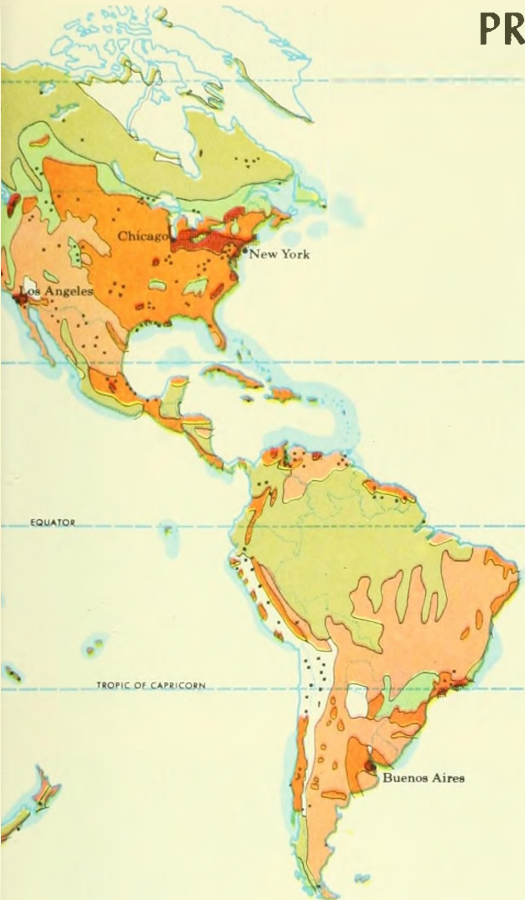 PR
Chicago
New York
Los Angeles
EQUATOR
TROPIC OF CAPRICORN
Buenos Aires